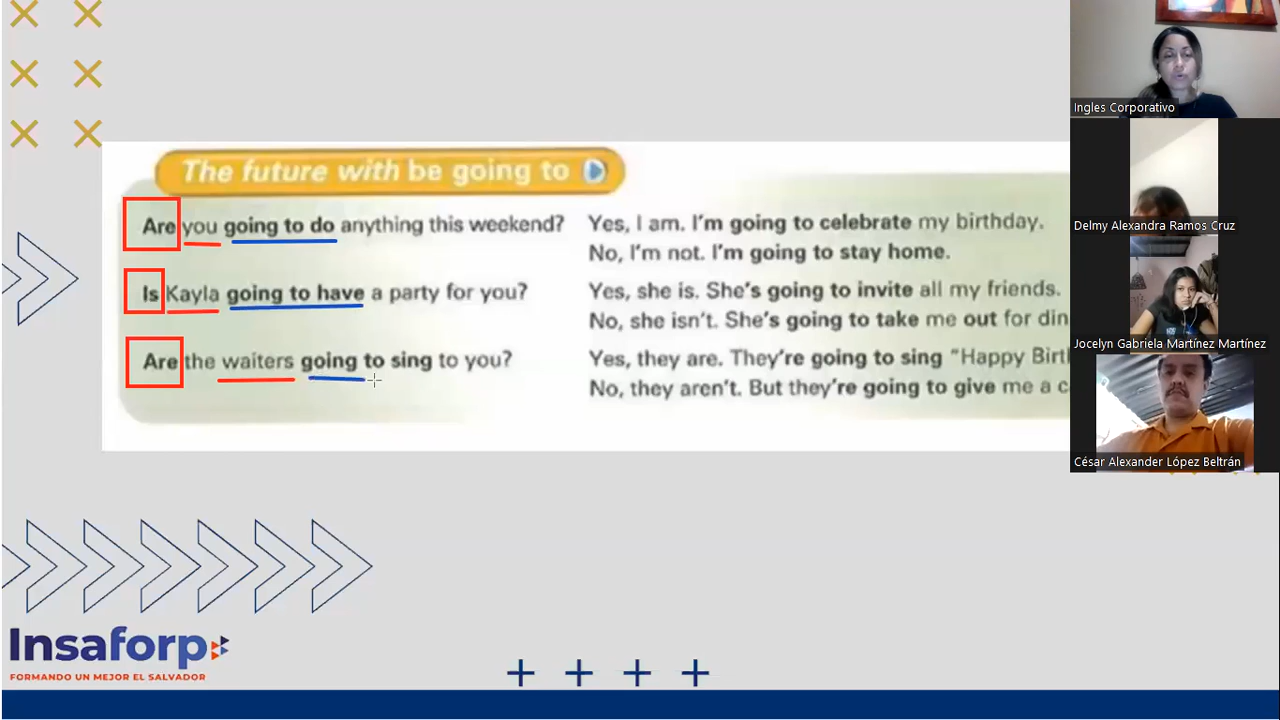 The future with be going to
Are you going to do anything this weekend? Yes, I am. I'm going to celebrate my birthday.
No, I'm not. I'm going to stay home.
Is Kayla going to have a party for you? Yes, she is. She's going to invite all my friends.
No, she isn't. She's going to take me out for din
Are the waiters going to sing to you? Yes, they are. They're going to sing "Happy Birt
No, they aren't. But they're going to give me a c
Ingles Corporativo
Delmy Alexandra Ramos Cruz
Jocelyn Gabriela Martínez Martínez
César Alexander López Beltrán
Insaforp
FORMANDO UN MEJOR EL SALVADOR